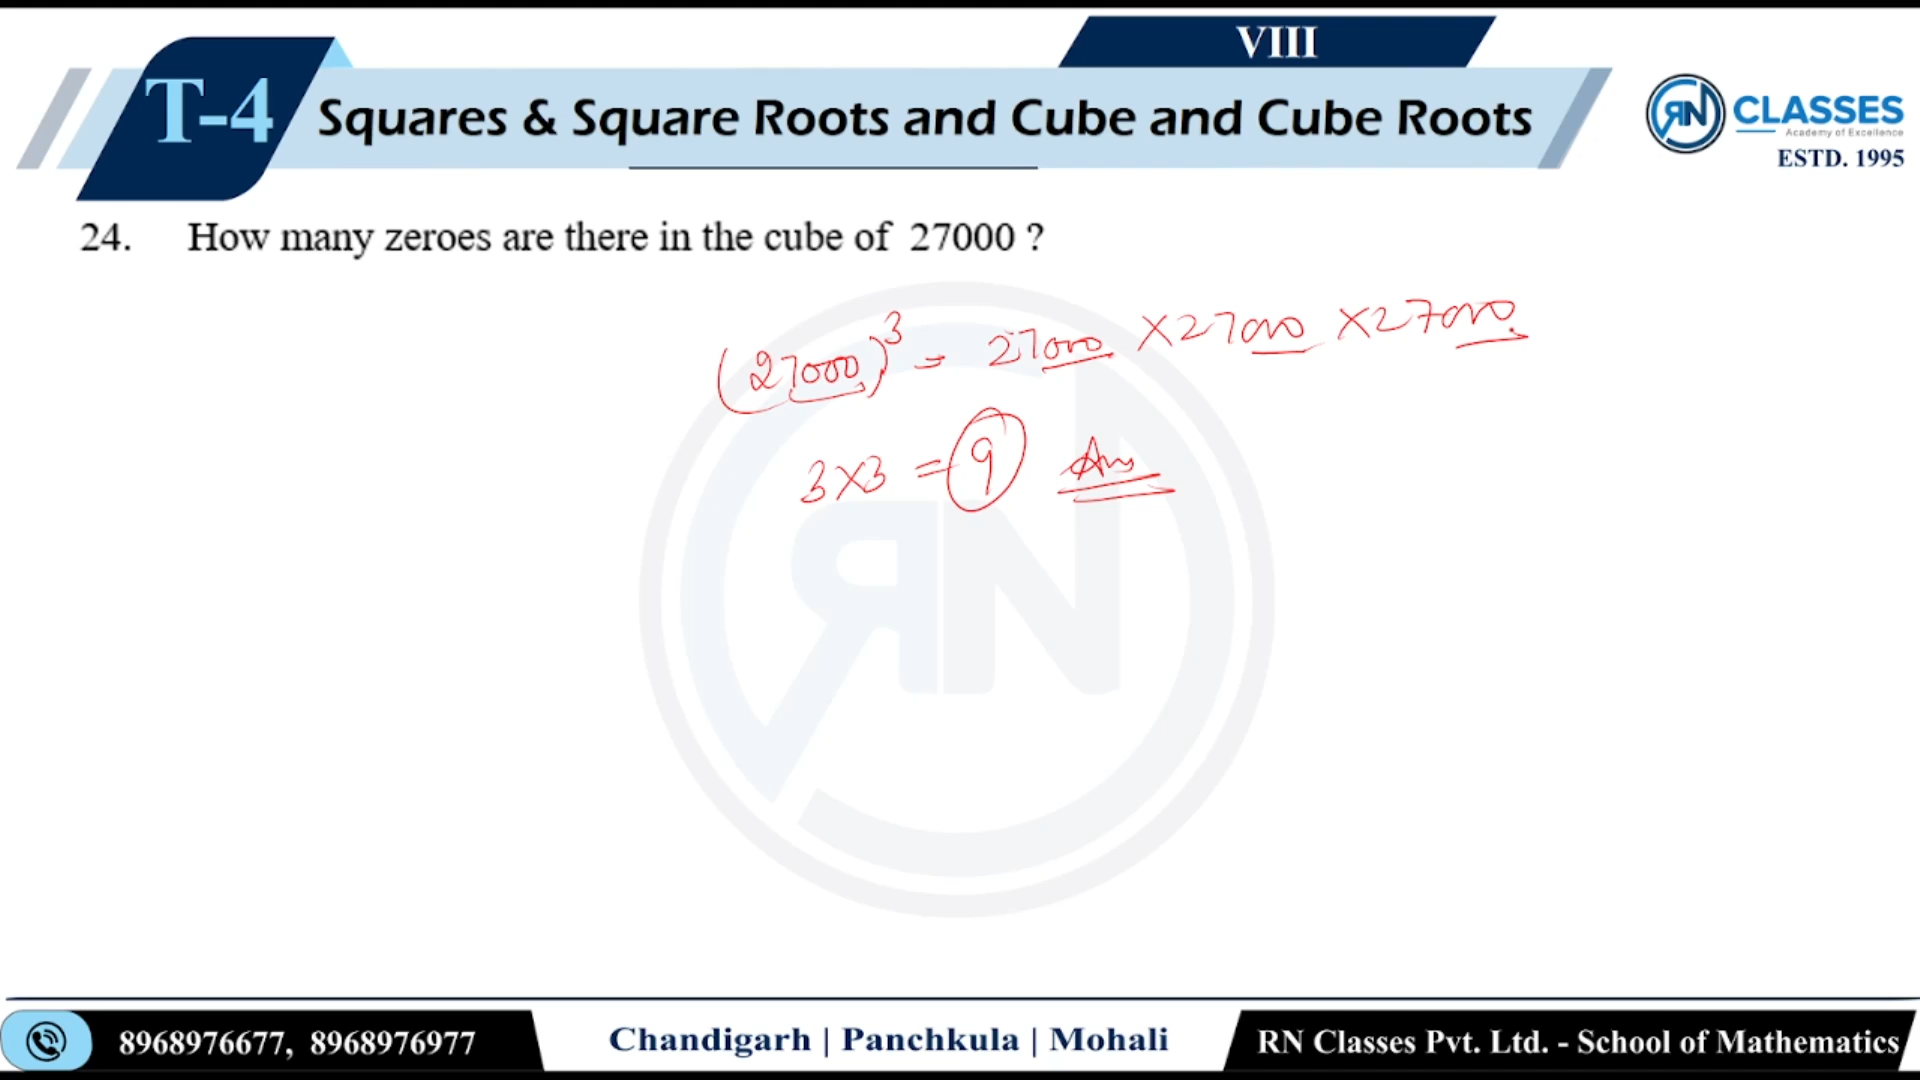 VIII
T-4 Squares & Square Roots and Cube and Cube Roots
RN CLASSES
Academy of Excellence
ESTD. 1995
24. How many zeroes are there in the cube of 27000 ?
(27000)³ = 27000 × 27000 × 27000
3×3 = 9 Ans
RN
8968976677, 8968976977
Chandigarh | Panchkula | Mohali
RN Classes Pvt. Ltd. - School of Mathematics